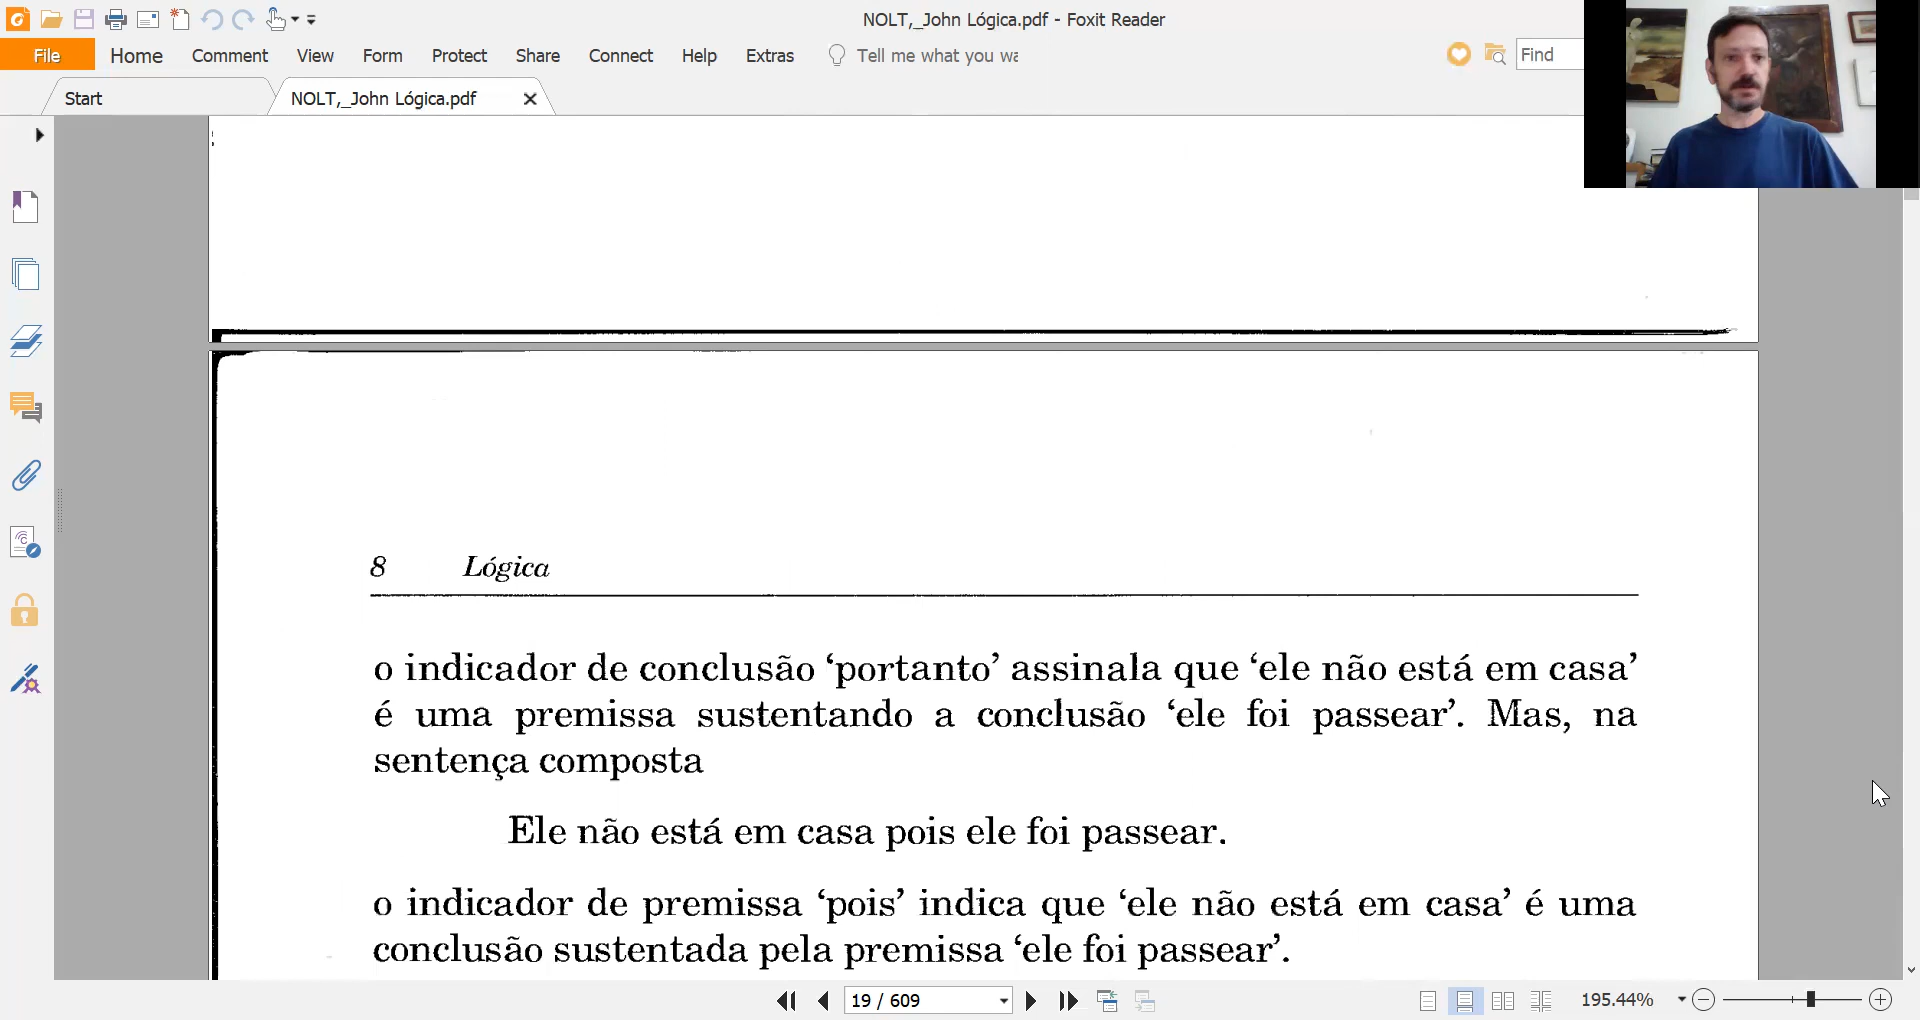 NOLT,_John Lógica.pdf - Foxit Reader
File Home Comment View Form Protect Share Connect Help Extras Tell me what you wa Find
Start NOLT,_John Lógica.pdf
8 Lógica
o indicador de conclusão ‘portanto’ assinala que ‘ele não está em casa’
é uma premissa sustentando a conclusão ‘ele foi passear’. Mas, na
sentença composta
Ele não está em casa pois ele foi passear.
o indicador de premissa ‘pois’ indica que ‘ele não está em casa’ é uma
conclusão sustentada pela premissa ‘ele foi passear’.
19 / 609 195.44%